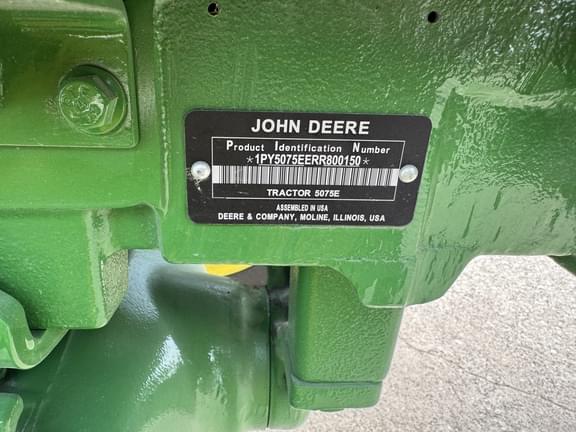 JOHN DEERE
Product Identification Number
*1PY5075EERR800150*
TRACTOR 5075E
ASSEMBLED IN USA
DEERE & COMPANY, MOLINE, ILLINOIS, USA